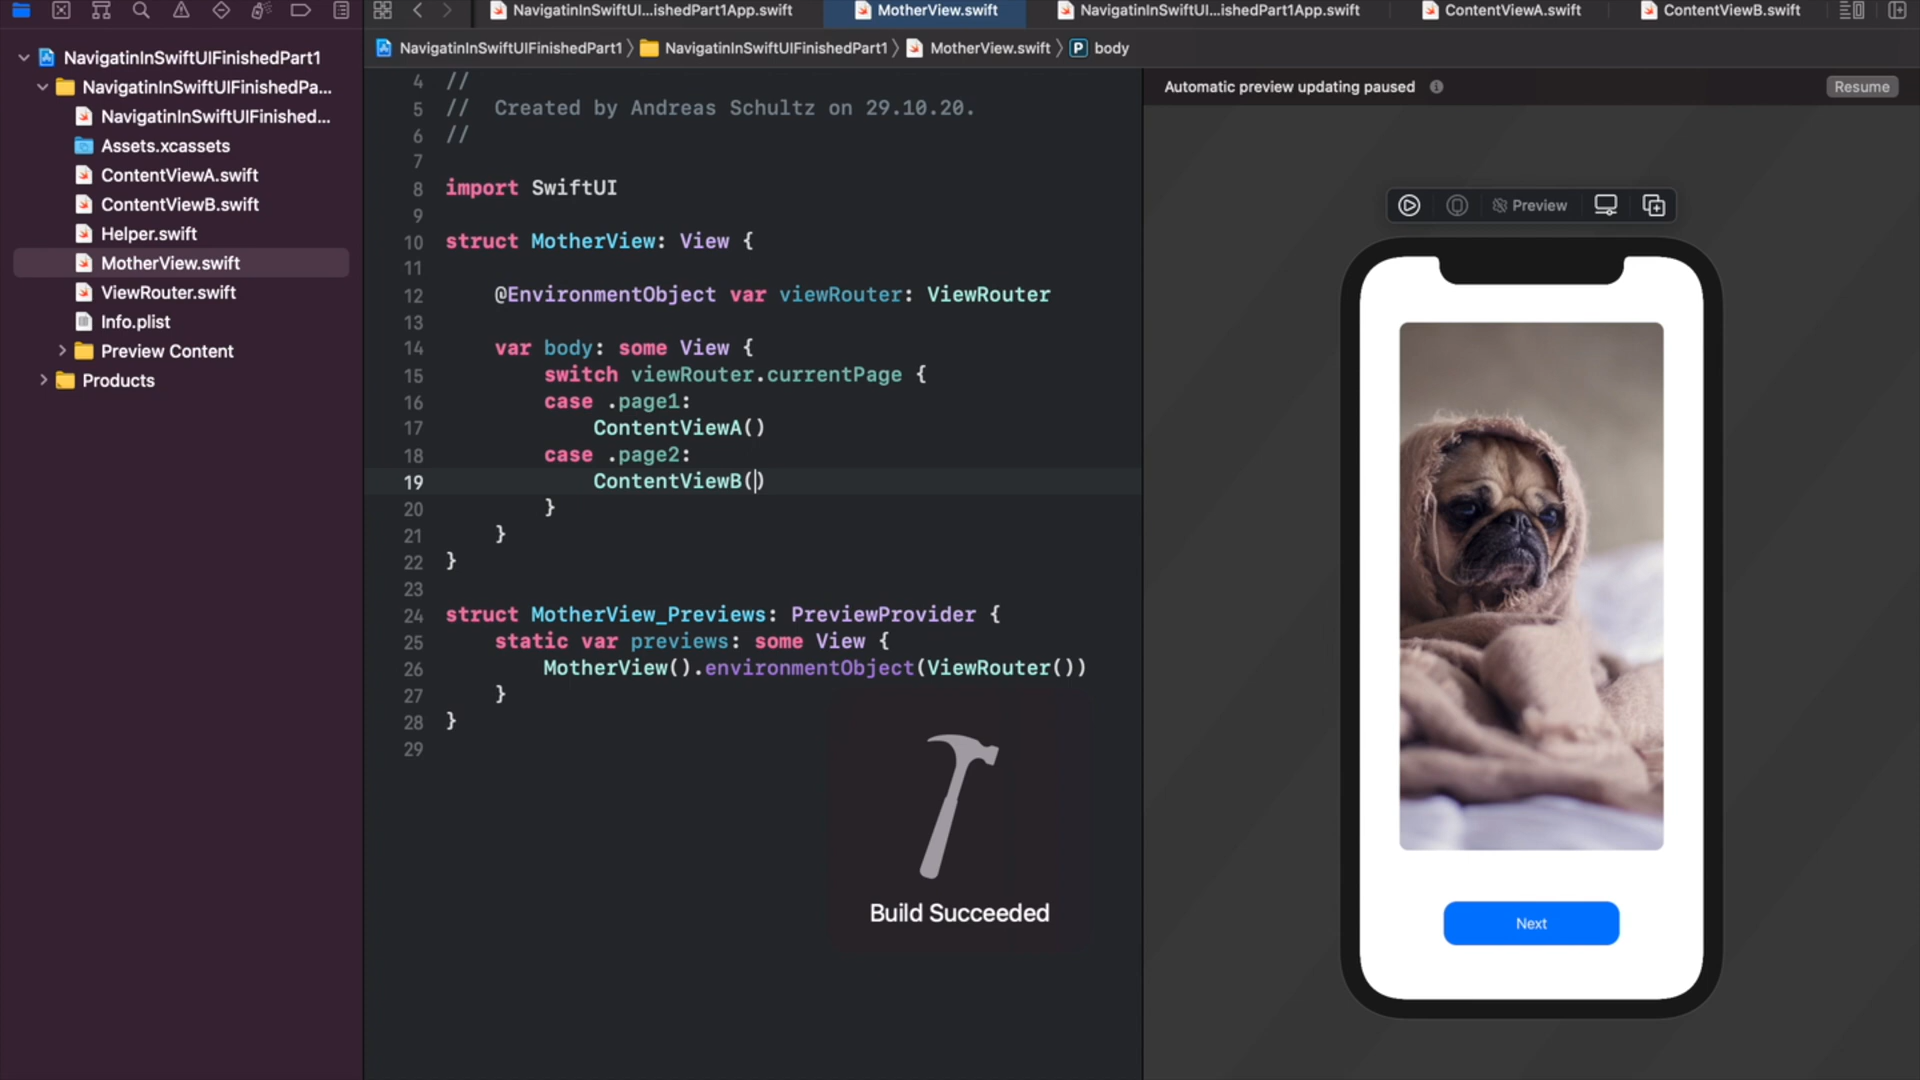 NavigatinInSwiftUI...ishedPart1App.swift
MotherView.swift
NavigatinInSwiftUI...ishedPart1App.swift
ContentViewA.swift
ContentViewB.swift
NavigatinInSwiftUIFinishedPart1
NavigatinInSwiftUIFinishedPa...
NavigatinInSwiftUIFinished...
Assets.xcassets
ContentViewA.swift
ContentViewB.swift
Helper.swift
MotherView.swift
ViewRouter.swift
Info.plist
Preview Content
Products
NavigatinInSwiftUIFinishedPart1 〉 NavigatinInSwiftUIFinishedPart1 〉 MotherView.swift 〉 P body
4 //
5 //  Created by Andreas Schultz on 29.10.20.
6 //
7
8 import SwiftUI
9
10 struct MotherView: View {
11
12     @EnvironmentObject var viewRouter: ViewRouter
13
14     var body: some View {
15         switch viewRouter.currentPage {
16         case .page1:
17             ContentViewA()
18         case .page2:
19             ContentViewB()
20         }
21     }
22 }
23
24 struct MotherView_Previews: PreviewProvider {
25     static var previews: some View {
26         MotherView().environmentObject(ViewRouter())
27     }
28 }
29
Build Succeeded
Automatic preview updating paused
Resume
Preview
Next